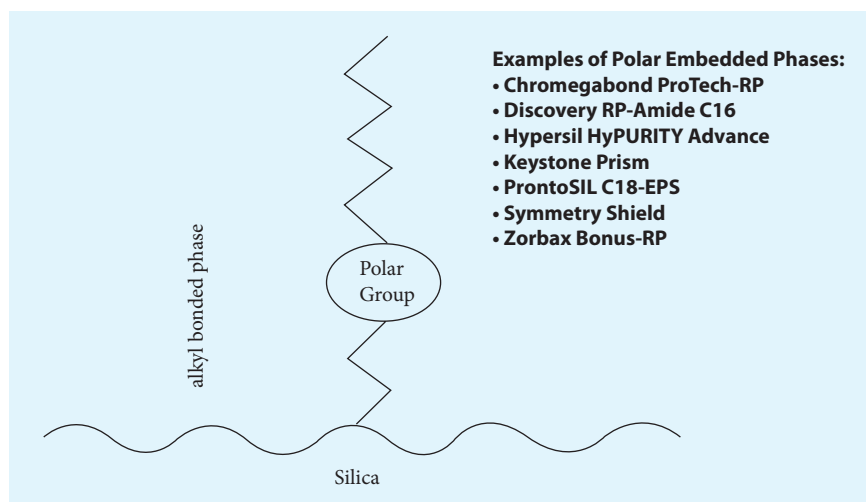 Examples of Polar Embedded Phases:
• Chromegabond ProTech-RP
• Discovery RP-Amide C16
• Hypersil HyPURITY Advance
• Keystone Prism
• ProntoSIL C18-EPS
• Symmetry Shield
• Zorbax Bonus-RP
alkyl bonded phase
Polar
Group
Silica